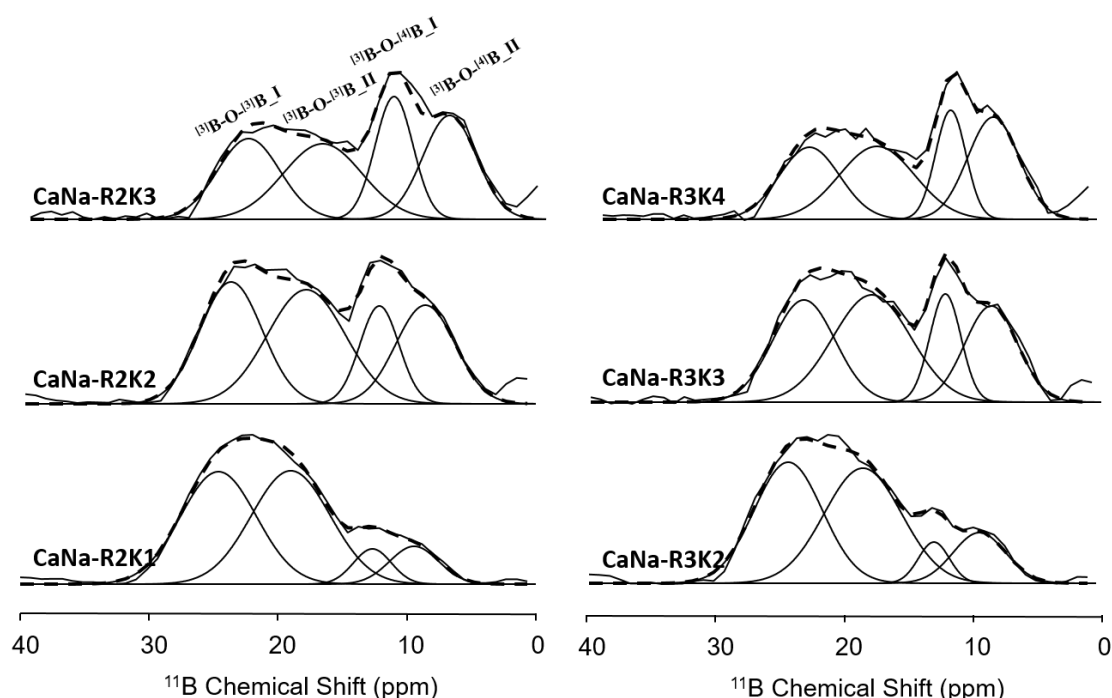 [3]B-O-[3]B_I
[3]B-O-[3]B_II
[3]B-O-[4]B_I
[3]B-O-[4]B_II
CaNa-R2K3
CaNa-R2K2
CaNa-R2K1
40 30 20 10 0
11B Chemical Shift (ppm)
CaNa-R3K4
CaNa-R3K3
CaNa-R3K2
40 30 20 10 0
11B Chemical Shift (ppm)